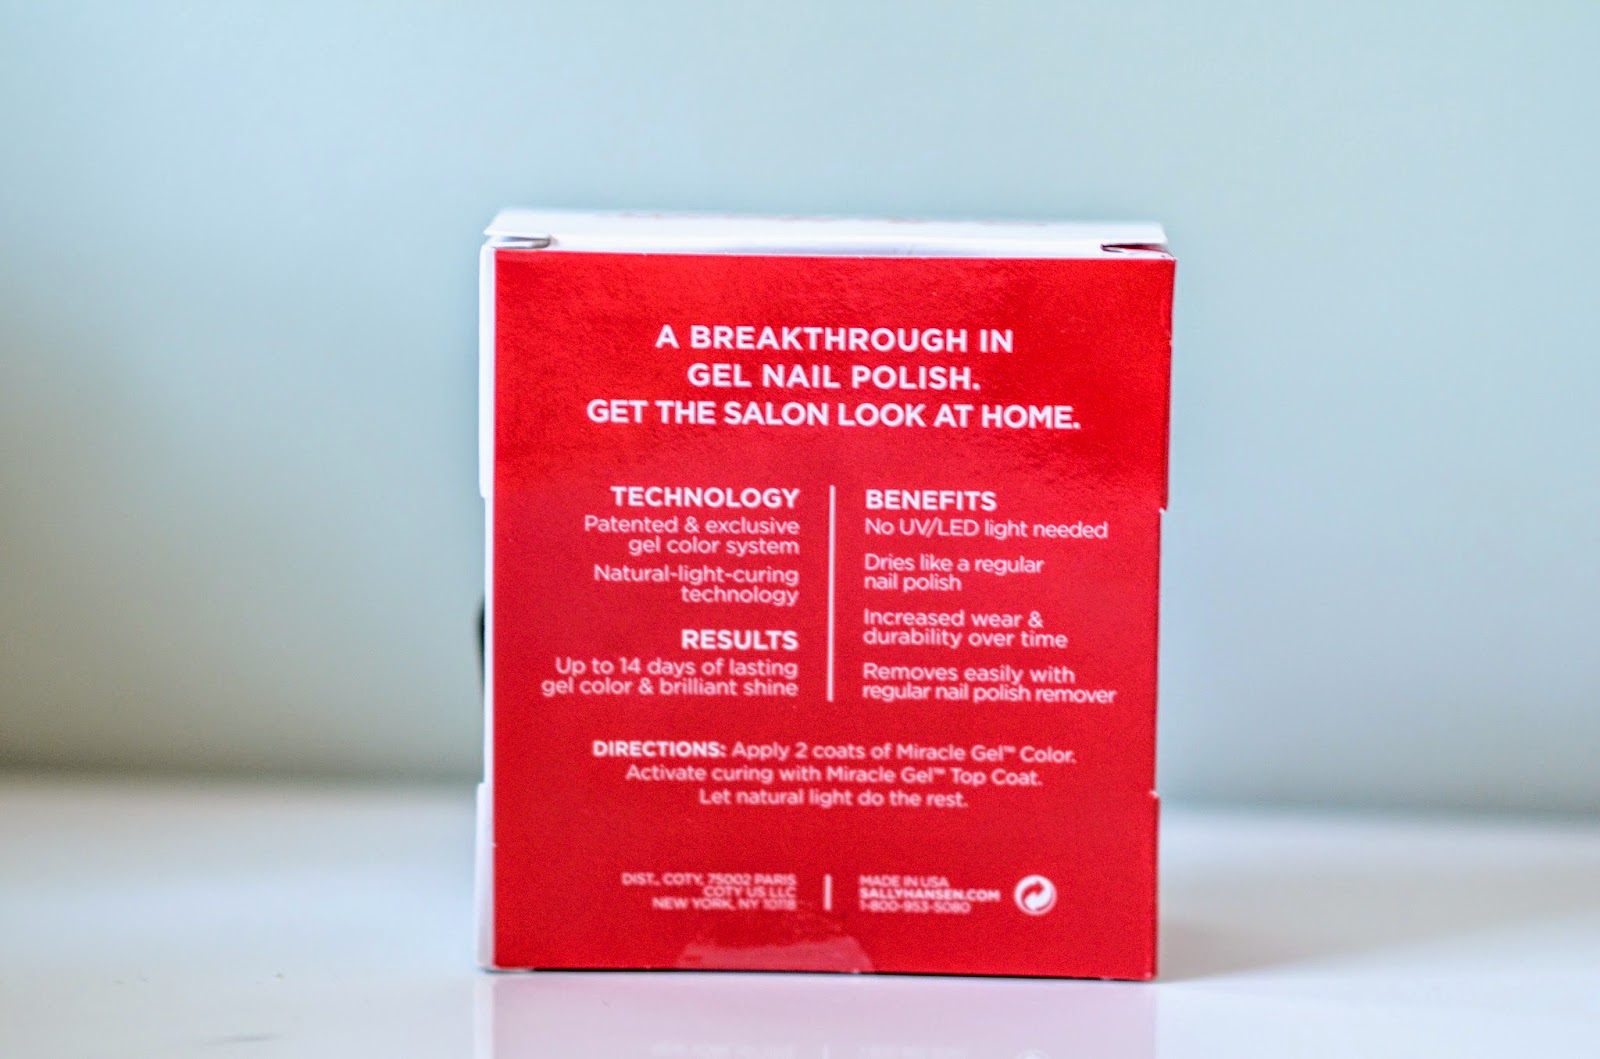 A BREAKTHROUGH IN
GEL NAIL POLISH.
GET THE SALON LOOK AT HOME.
TECHNOLOGY
Patented & exclusive
gel color system
Natural-light-curing
technology
RESULTS
Up to 14 days of lasting
gel color & brilliant shine
BENEFITS
No UV/LED light needed
Dries like a regular
nail polish
Increased wear &
durability over time
Removes easily with
regular nail polish remover
DIRECTIONS: Apply 2 coats of Miracle Gel™ Color.
Activate curing with Miracle Gel™ Top Coat.
Let natural light do the rest.
DIST., COTY, 75002 PARIS
COTY US LLC
NEW YORK, NY 10118
MADE IN USA
SALLYHANSEN.COM
1-800-953-5080